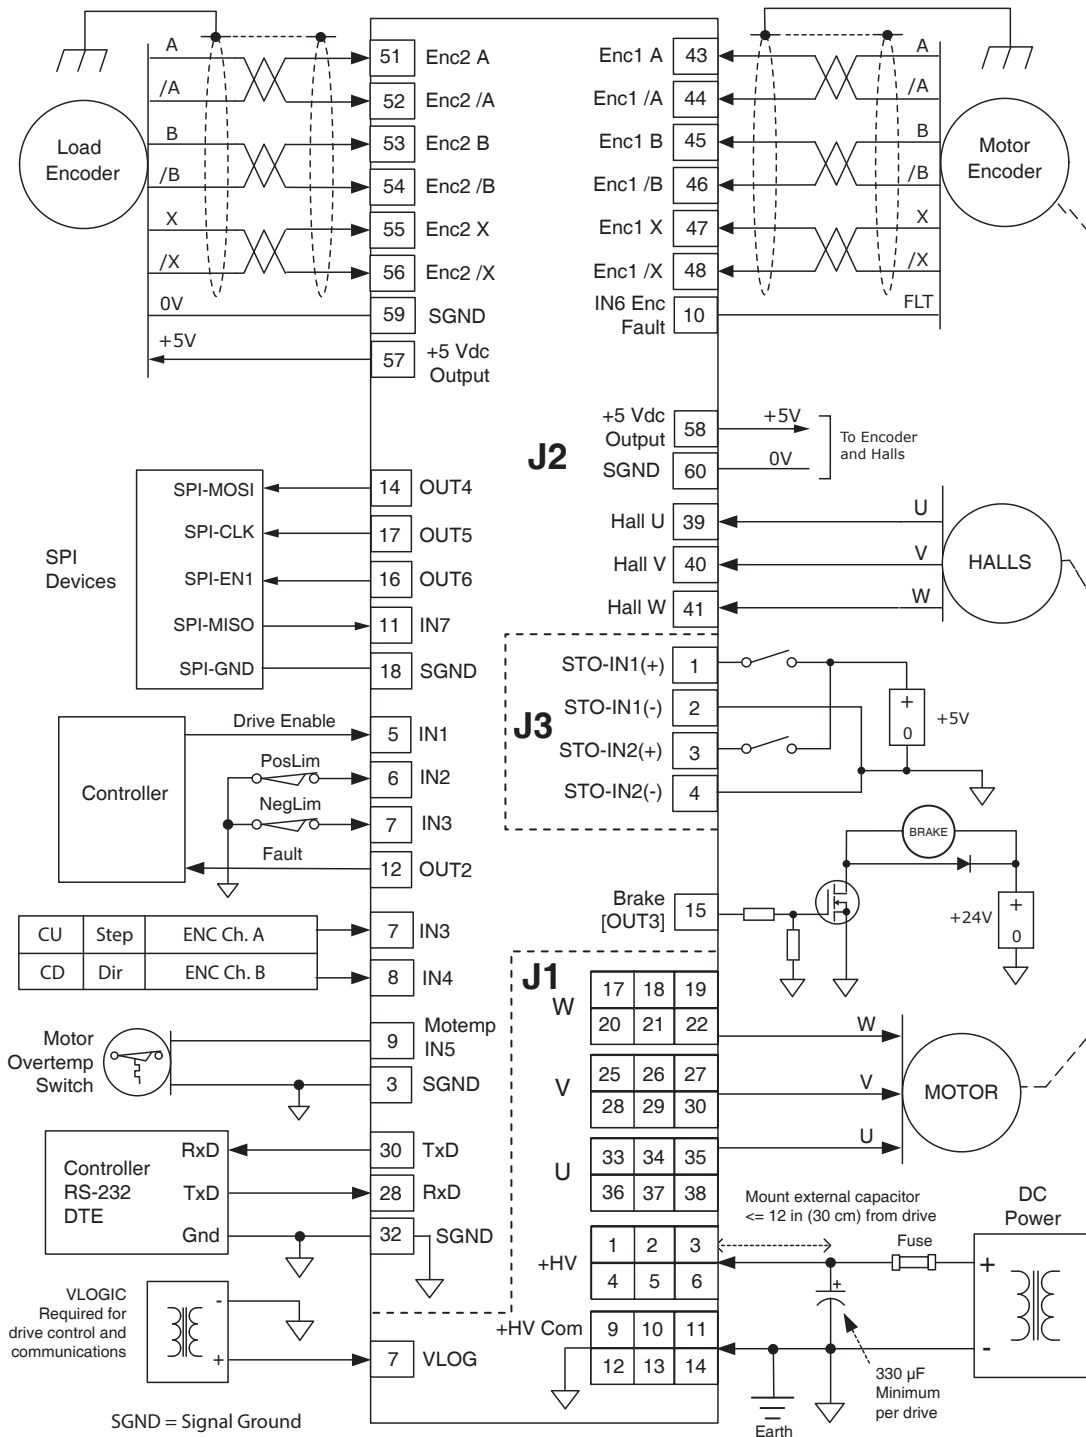 A
51 Enc2 A
/A
52 Enc2 /A
B
53 Enc2 B
/B
54 Enc2 /B
X
55 Enc2 X
/X
56 Enc2 /X
0V
59 SGND
+5V
57 +5 Vdc
Output
Load
Encoder
Enc1 A 43
A
Enc1 /A 44
/A
Enc1 B 45
B
Enc1 /B 46
/B
Enc1 X 47
X
Enc1 /X 48
/X
IN6 Enc
Fault 10
FLT
Motor
Encoder
J2
+5 Vdc
Output 58
+5V
SGND 60
0V
To Encoder
and Halls
Hall U 39
U
Hall V 40
V
Hall W 41
W
HALLS
SPI
Devices
SPI-MOSI 14 OUT4
SPI-CLK 17 OUT5
SPI-EN1 16 OUT6
SPI-MISO 11 IN7
SPI-GND 18 SGND
J3
STO-IN1(+) 1
STO-IN1(-) 2
STO-IN2(+) 3
STO-IN2(-) 4
+
0
+5V
Controller
Drive Enable
5 IN1
PosLim
6 IN2
NegLim
7 IN3
Fault
12 OUT2
Brake
[OUT3] 15
BRAKE
+24V
+
0
CU Step ENC Ch. A
7 IN3
CD Dir ENC Ch. B
8 IN4
J1
W
17 18 19
20 21 22
W
V
25 26 27
28 29 30
V
U
33 34 35
36 37 38
U
MOTOR
Motor
Overtemp
Switch
9 Motemp
IN5
3 SGND
Controller
RS-232
DTE
RxD 30 TxD
TxD 28 RxD
Gnd 32 SGND
Mount external capacitor
<= 12 in (30 cm) from drive
DC
Power
Fuse
+HV
1 2 3
4 5 6
+
-
+
+HV Com
9 10 11
12 13 14
330 µF
Minimum
per drive
Earth
VLOGIC
Required for
drive control and
communications
-
+
7 VLOG
SGND = Signal Ground